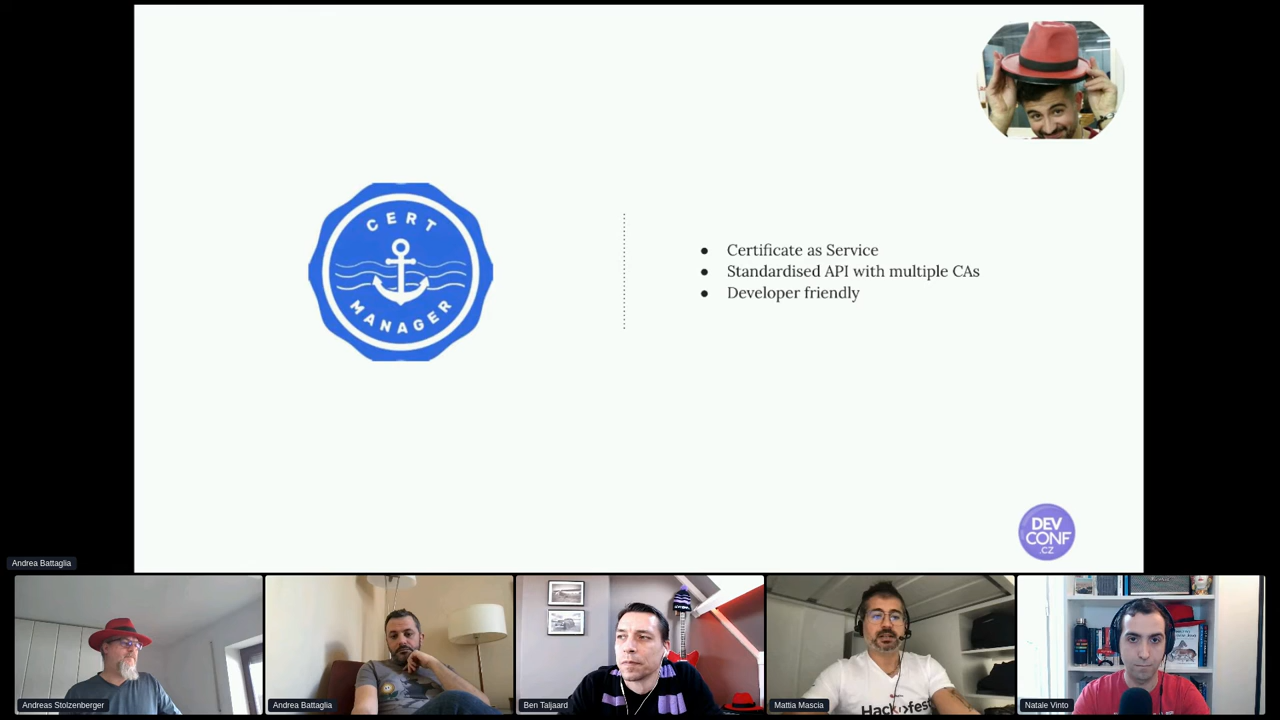 CERT
MANAGER
● Certificate as Service
● Standardised API with multiple CAs
● Developer friendly
DEV
CONF
.CZ
Andrea Battaglia
Andreas Stolzenberger
Andrea Battaglia
Ben Taljaard
Mattia Mascia
Natale Vinto